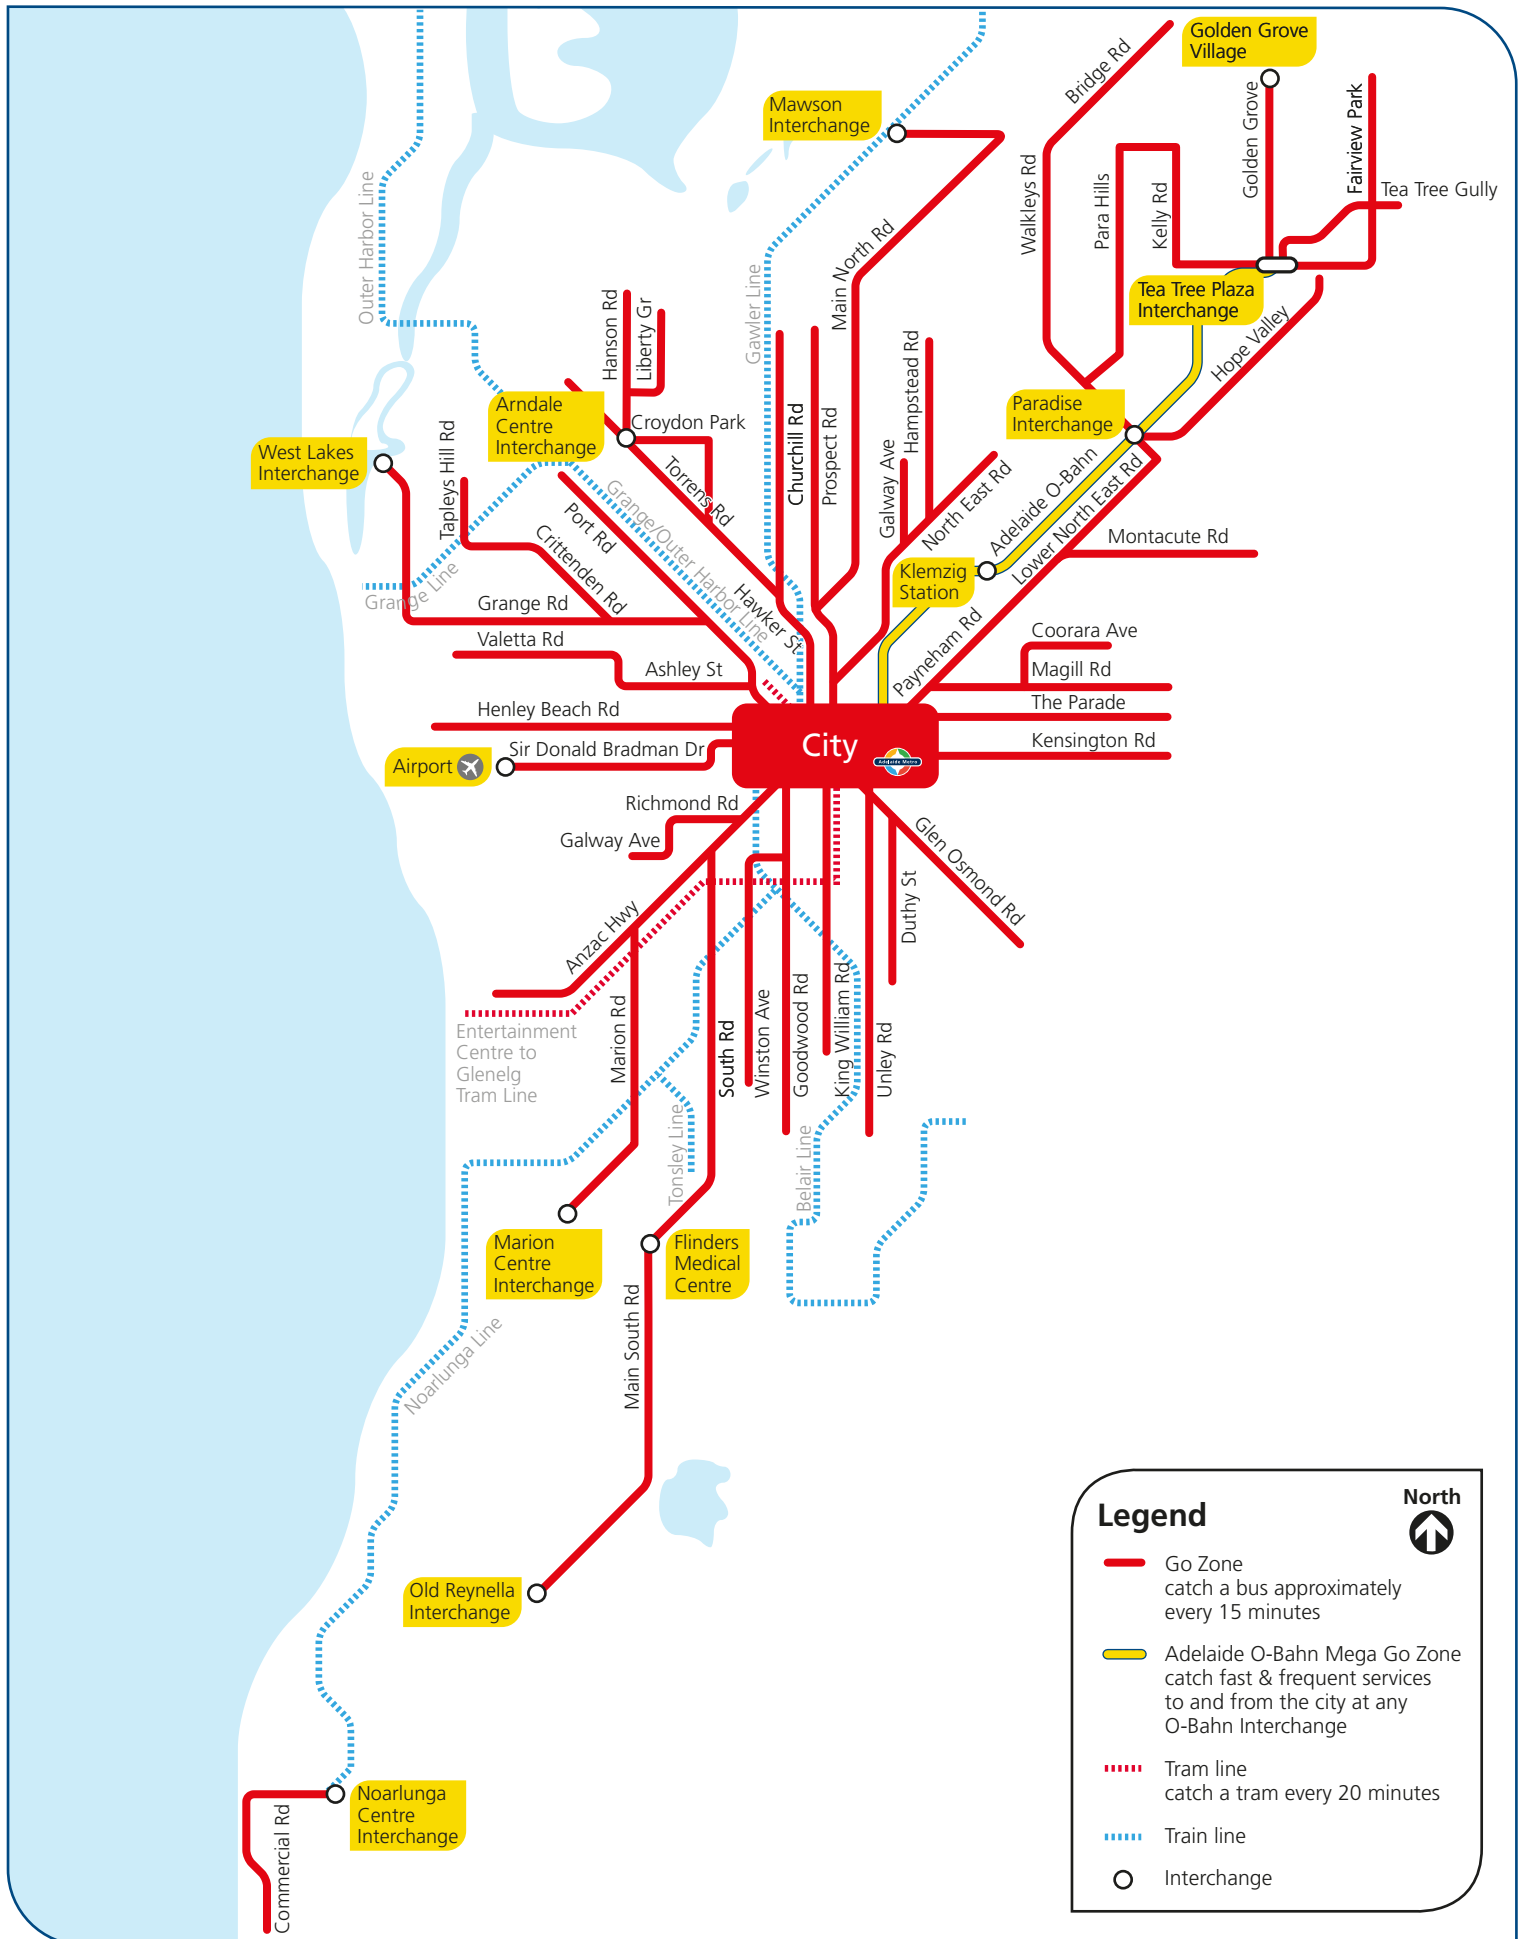 Golden Grove
Village
Bridge Rd
Mawson
Interchange
Golden Grove
Fairview Park
Tea Tree Gully
Outer Harbor Line
Walkleys Rd
Para Hills
Kelly Rd
Main North Rd
Gawler Line
Tea Tree Plaza
Interchange
Hope Valley
Hanson Rd
Liberty Gr
Hampstead Rd
Arndale
Centre
Interchange
Croydon Park
Churchill Rd
Prospect Rd
Galway Ave
Paradise
Interchange
West Lakes
Interchange
Tapleys Hill Rd
Torrens Rd
North East Rd
Adelaide O-Bahn
Lower North East Rd
Port Rd
Grange/Outer Harbor Line
Crittenden Rd
Montacute Rd
Klemzig
Station
Grange Line
Grange Rd
Hawker St
Payneham Rd
Coorara Ave
Valetta Rd
Ashley St
Magill Rd
The Parade
Henley Beach Rd
City
Adelaide Metro
Kensington Rd
Sir Donald Bradman Dr
Airport
Richmond Rd
Galway Ave
Glen Osmond Rd
Duthy St
Anzac Hwy
Entertainment
Centre to
Glenelg
Tram Line
Marion Rd
South Rd
Winston Ave
Goodwood Rd
King William Rd
Unley Rd
Tonsley Line
Belair Line
Marion
Centre
Interchange
Flinders
Medical
Centre
Main South Rd
Noarlunga Line
Old Reynella
Interchange
Noarlunga
Centre
Interchange
Commercial Rd
Legend
North
Go Zone
catch a bus approximately
every 15 minutes
Adelaide O-Bahn Mega Go Zone
catch fast & frequent services
to and from the city at any
O-Bahn Interchange
Tram line
catch a tram every 20 minutes
Train line
Interchange